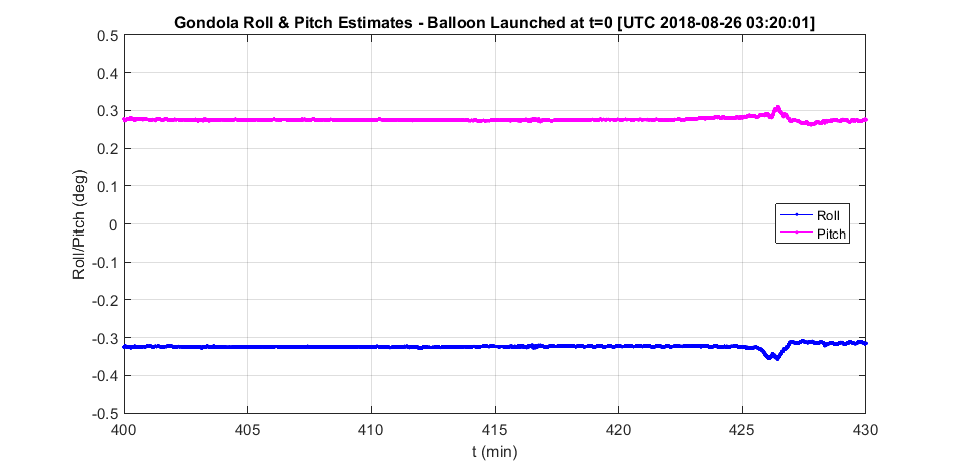 Gondola Roll & Pitch Estimates - Balloon Launched at t=0 [UTC 2018-08-26 03:20:01]
0.5
0.4
0.3
0.2
0.1
0
-0.1
-0.2
-0.3
-0.4
-0.5
Roll/Pitch (deg)
Roll
Pitch
400 405 410 415 420 425 430
t (min)